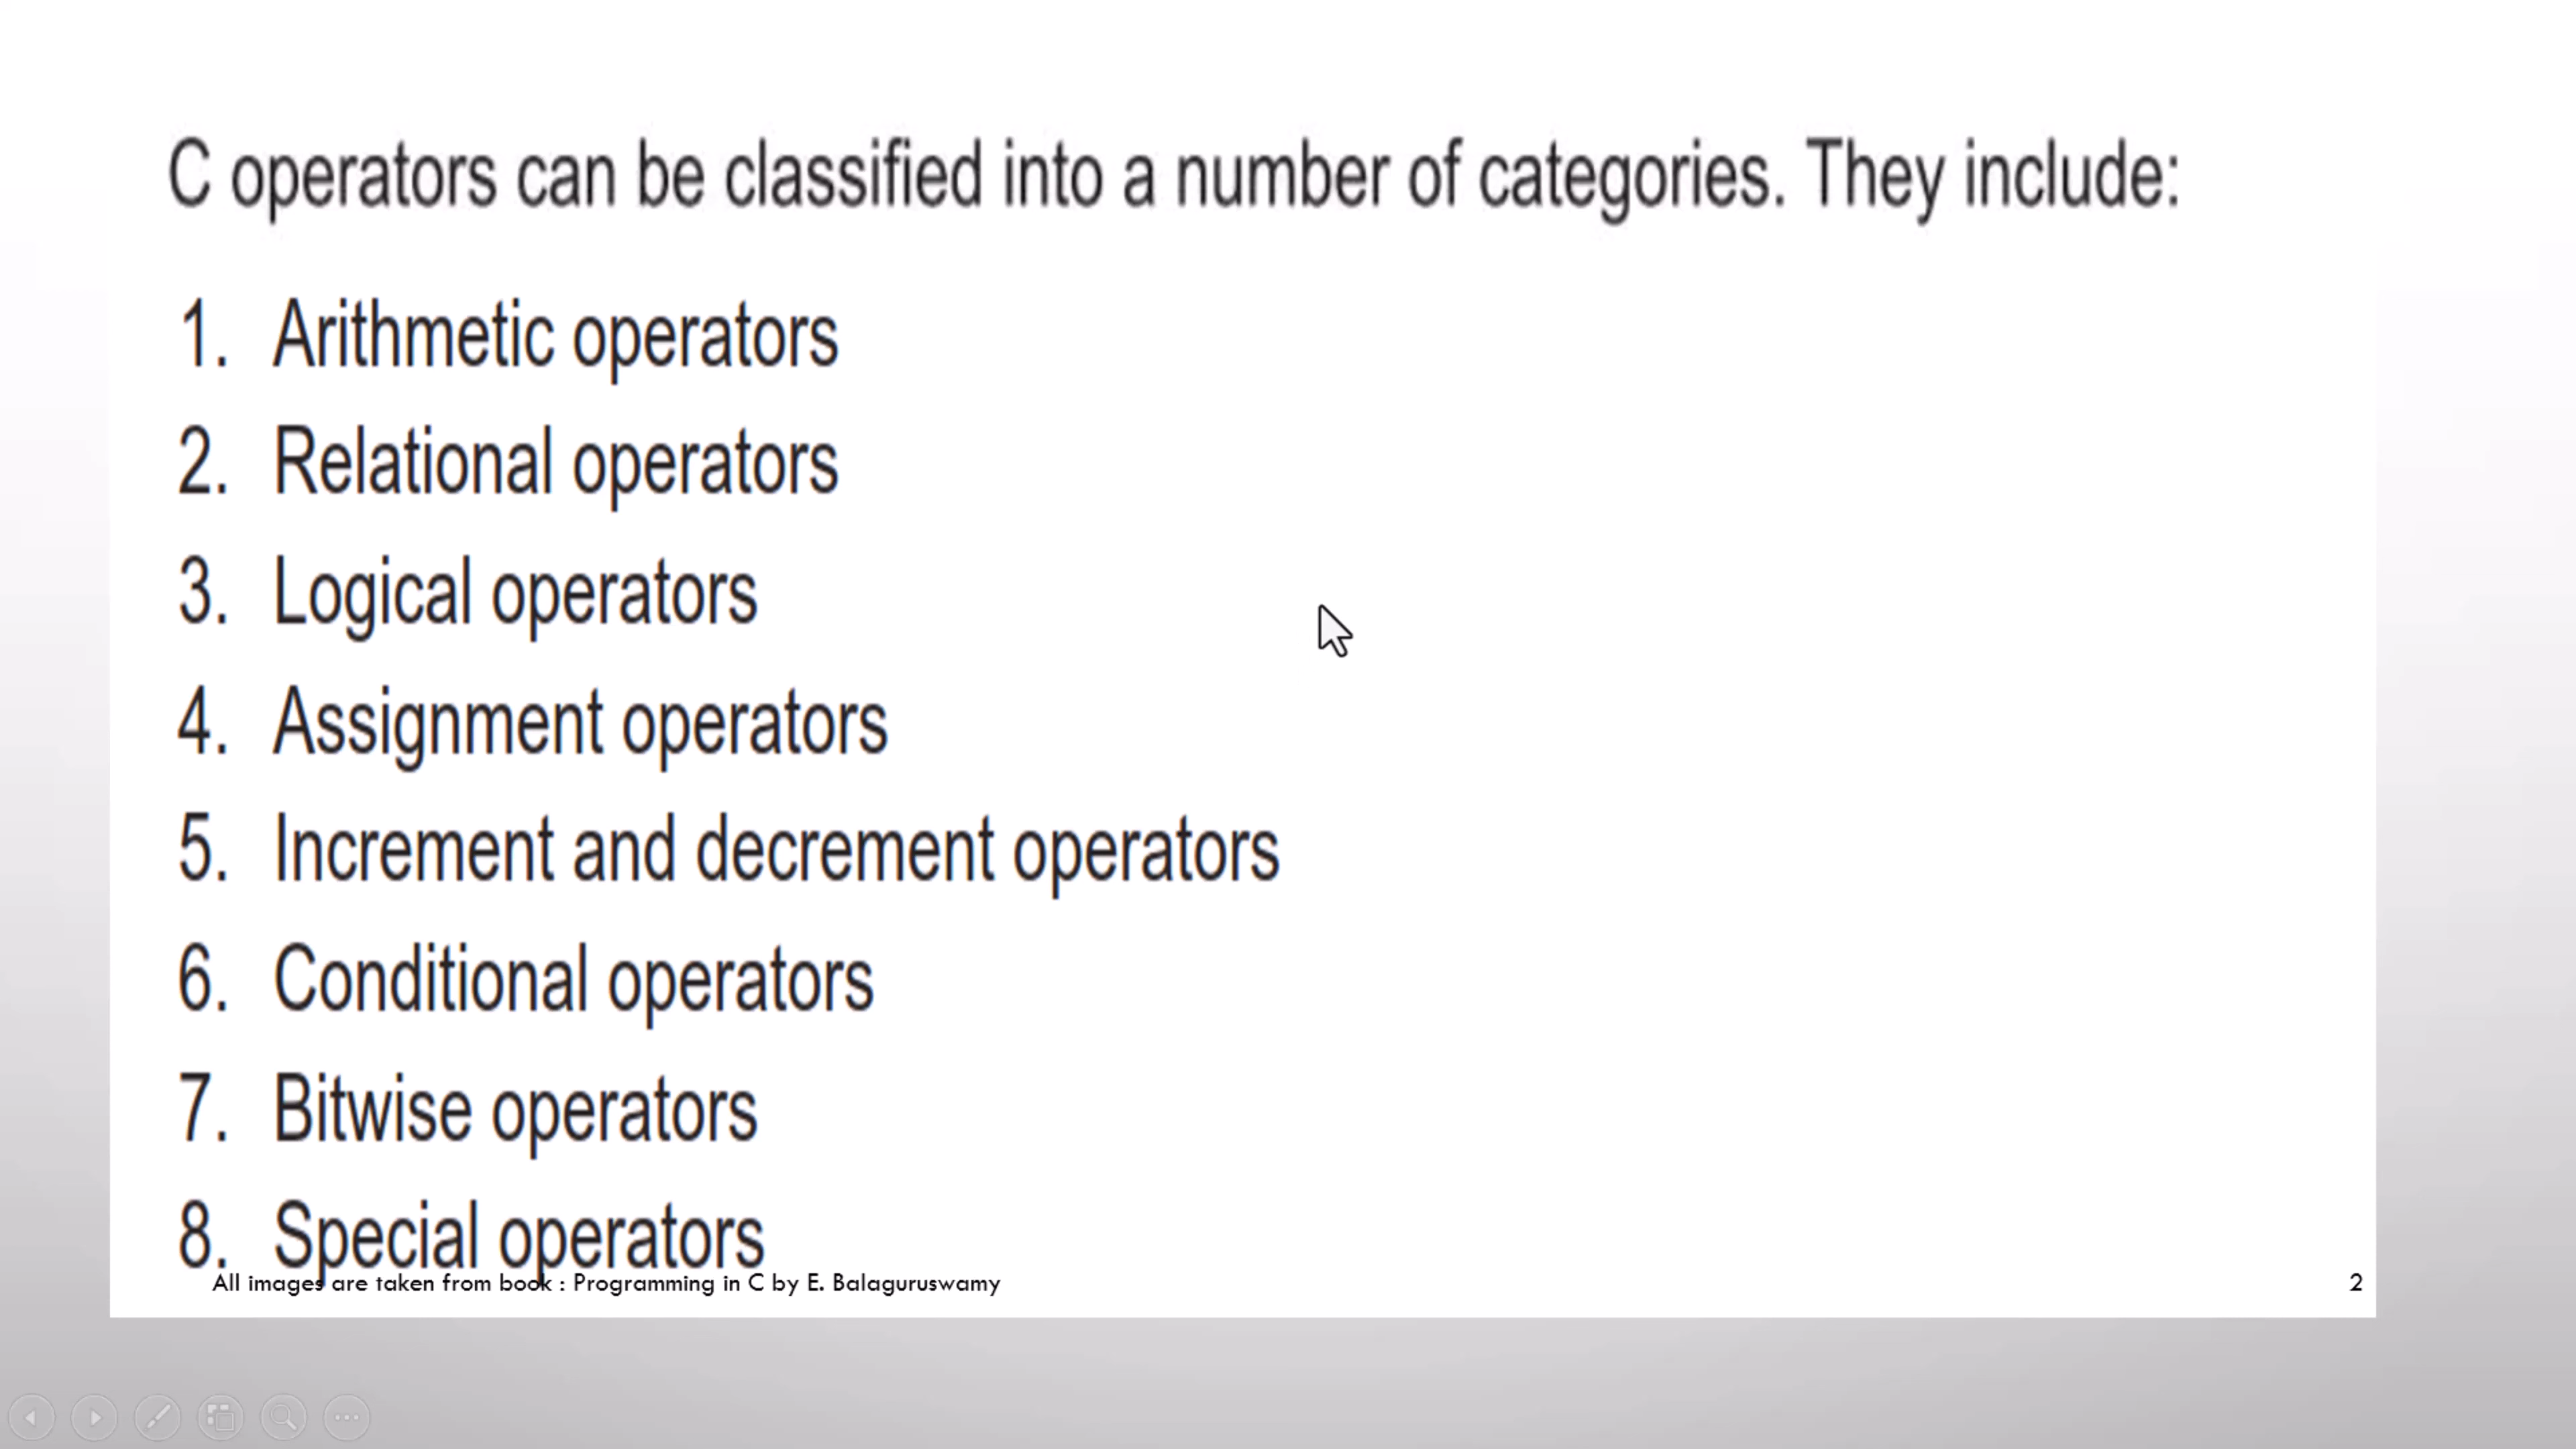 C operators can be classified into a number of categories. They include:
1. Arithmetic operators
2. Relational operators
3. Logical operators
4. Assignment operators
5. Increment and decrement operators
6. Conditional operators
7. Bitwise operators
8. Special operators
All images are taken from book : Programming in C by E. Balaguruswamy
2